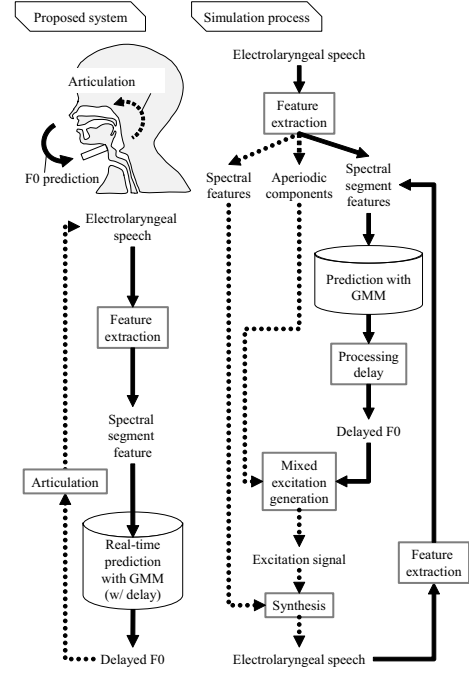 Proposed system
Articulation
F0 prediction
Electrolaryngeal
speech
Feature
extraction
Spectral
segment
feature
Articulation
Real-time
prediction
with GMM
(w/ delay)
Delayed F0
Simulation process
Electrolaryngeal speech
Feature
extraction
Spectral
features
Aperiodic
components
Spectral
segment
features
Prediction with
GMM
Processing
delay
Delayed F0
Mixed
excitation
generation
Excitation signal
Feature
extraction
Synthesis
Electrolaryngeal speech